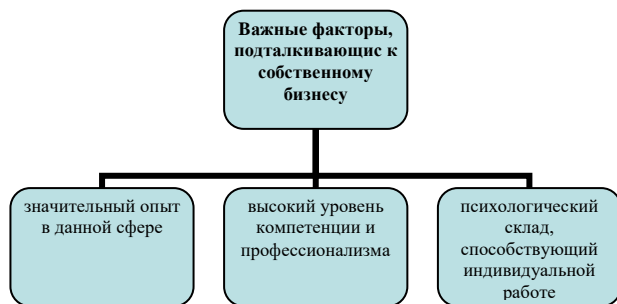 Важные факторы,
подталкивающис к
собственному
бизнесу
значительный опыт
в данной сфере
высокий уровень
компетенции и
профессионализма
психологический
склад,
способствующий
индивидуальной
работе